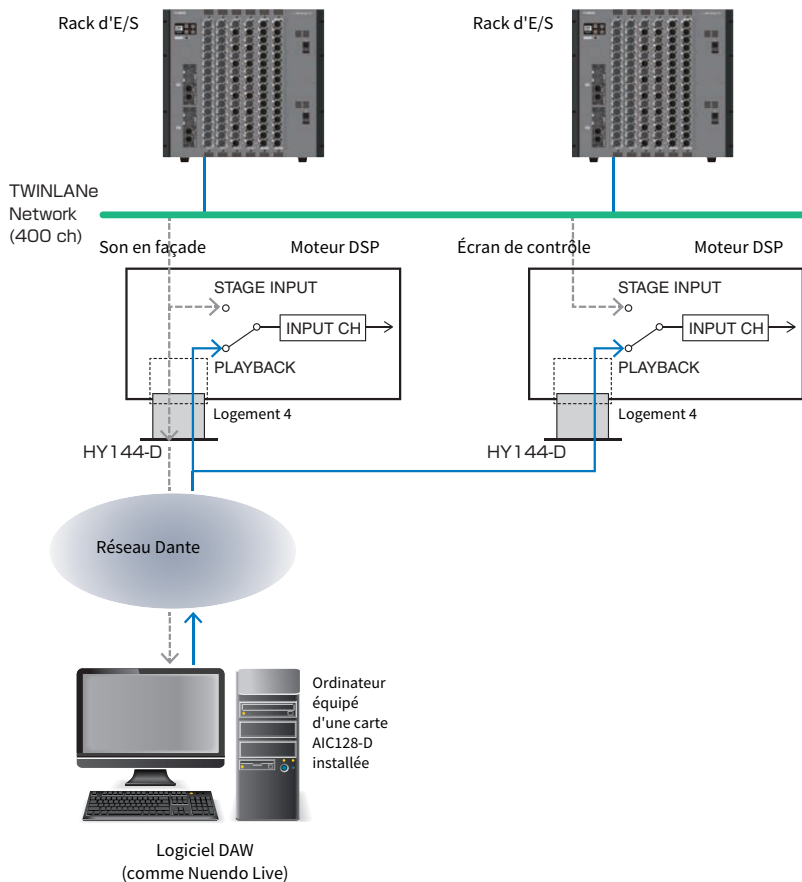 Rack d'E/S
Rack d'E/S
TWINLANe
Network
(400 ch)
Son en façade
Moteur DSP
Écran de contrôle
Moteur DSP
STAGE INPUT
INPUT CH
PLAYBACK
STAGE INPUT
INPUT CH
PLAYBACK
Logement 4
Logement 4
HY144-D
HY144-D
Réseau Dante
Ordinateur
équipé
d'une carte
AIC128-D
installée
Logiciel DAW
(comme Nuendo Live)